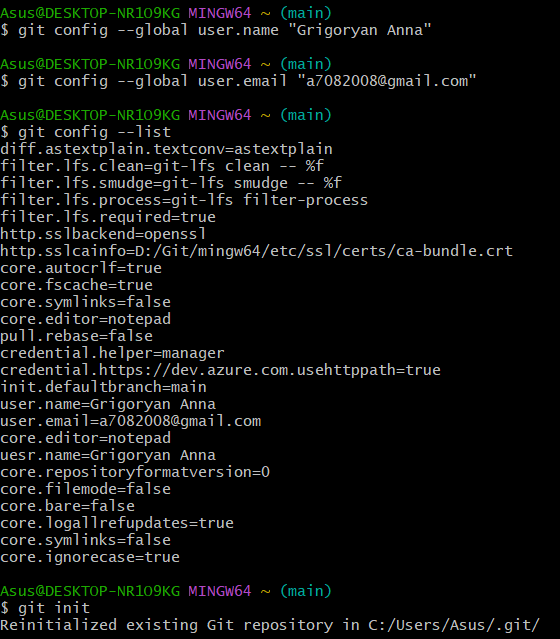 Asus@DESKTOP-NR1O9KG MINGW64 ~ (main)
$ git config --global user.name "Grigoryan Anna"
Asus@DESKTOP-NR1O9KG MINGW64 ~ (main)
$ git config --global user.email "a7082008@gmail.com"
Asus@DESKTOP-NR1O9KG MINGW64 ~ (main)
$ git config --list
diff.astextplain.textconv=astextplain
filter.lfs.clean=git-lfs clean -- %f
filter.lfs.smudge=git-lfs smudge -- %f
filter.lfs.process=git-lfs filter-process
filter.lfs.required=true
http.sslbackend=openssl
http.sslcainfo=D:/Git/mingw64/etc/ssl/certs/ca-bundle.crt
core.autocrlf=true
core.fscache=true
core.symlinks=false
core.editor=notepad
pull.rebase=false
credential.helper=manager
credential.https://dev.azure.com.usehttppath=true
init.defaultbranch=main
user.name=Grigoryan Anna
user.email=a7082008@gmail.com
core.editor=notepad
uesr.name=Grigoryan Anna
core.repositoryformatversion=0
core.filemode=false
core.bare=false
core.logallrefupdates=true
core.symlinks=false
core.ignorecase=true
Asus@DESKTOP-NR1O9KG MINGW64 ~ (main)
$ git init
Reinitialized existing Git repository in C:/Users/Asus/.git/